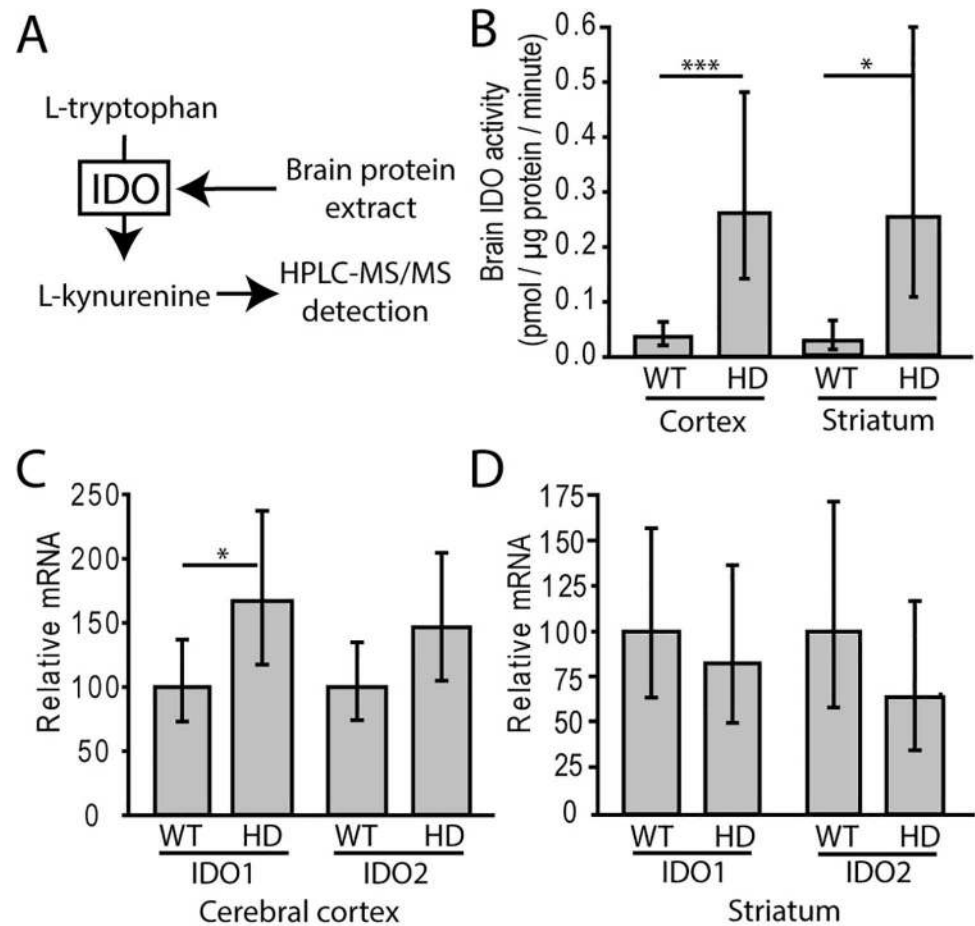 A
L-tryptophan
IDO
Brain protein
extract
L-kynurenine
HPLC-MS/MS
detection
B
Brain IDO activity
(pmol / µg protein / minute)
0.6
0.5
0.4
0.3
0.2
0.1
0.0
***
*
WT HD WT HD
Cortex Striatum
C
Relative mRNA
250
200
150
100
50
0
*
WT HD WT HD
IDO1 IDO2
Cerebral cortex
D
Relative mRNA
175
150
125
100
75
50
25
0
WT HD WT HD
IDO1 IDO2
Striatum